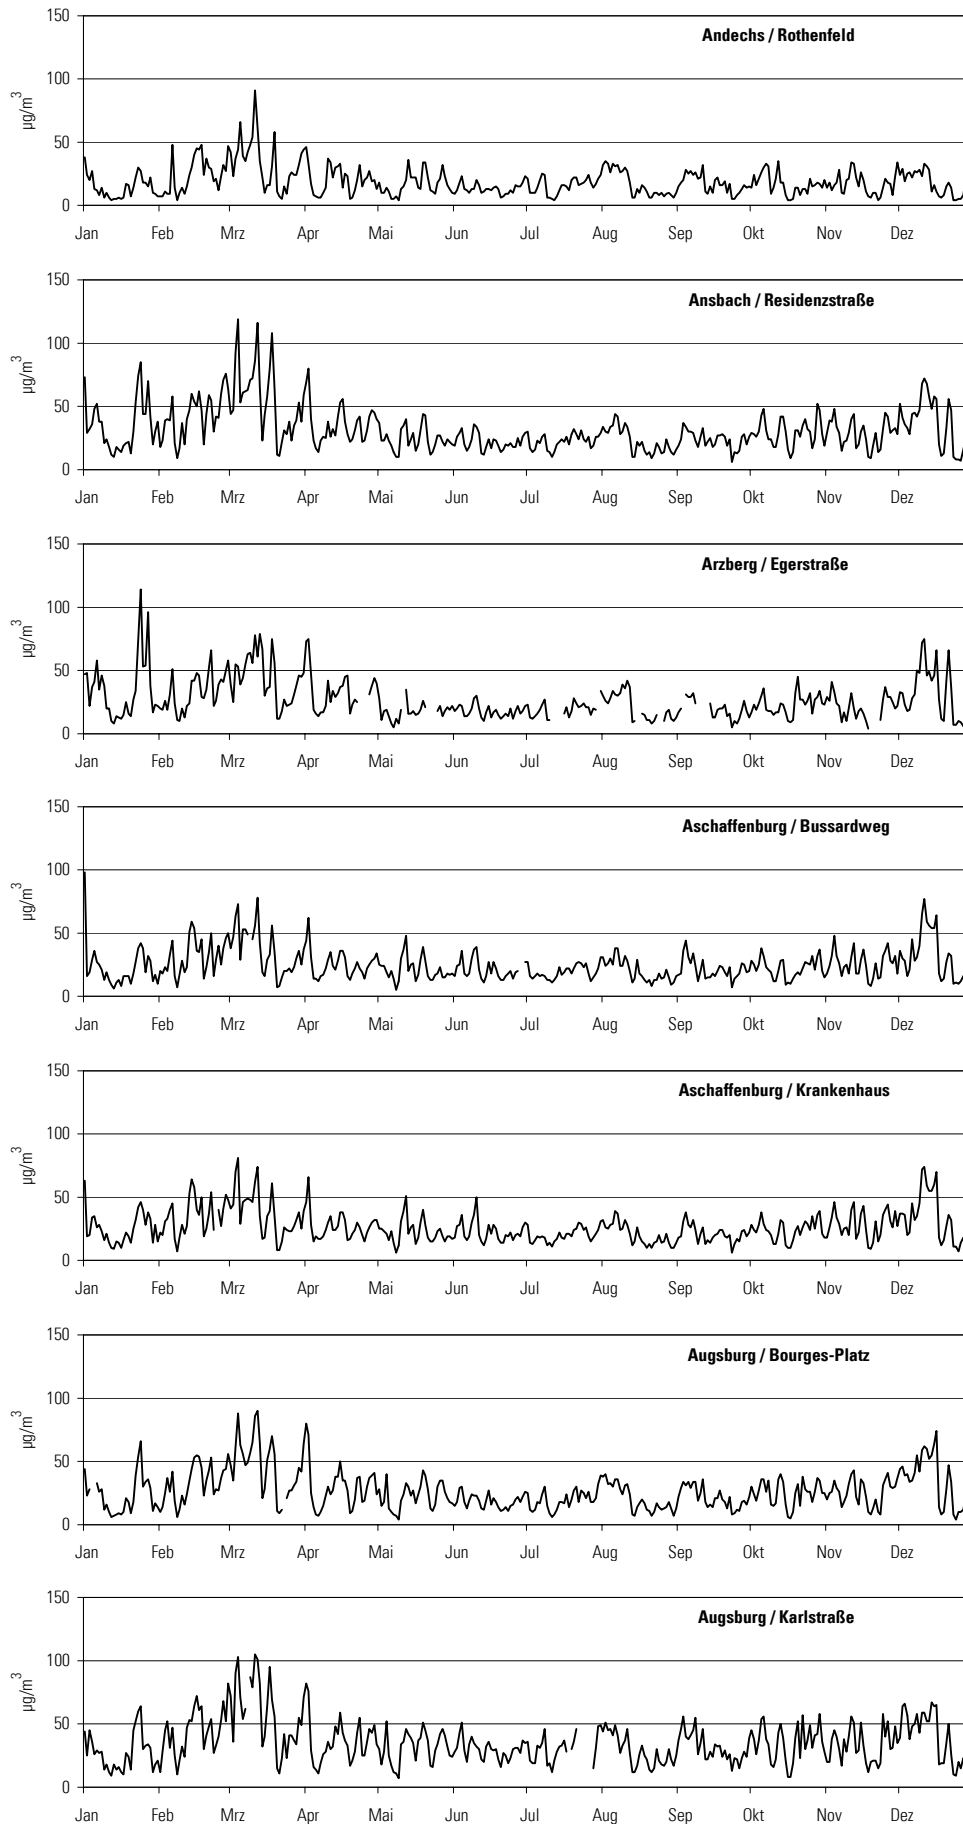 Andechs / Rothenfeld
µg/m³
150
100
50
0
Jan Feb Mrz Apr Mai Jun Jul Aug Sep Okt Nov Dez
Ansbach / Residenzstraße
µg/m³
150
100
50
0
Jan Feb Mrz Apr Mai Jun Jul Aug Sep Okt Nov Dez
Arzberg / Egerstraße
µg/m³
150
100
50
0
Jan Feb Mrz Apr Mai Jun Jul Aug Sep Okt Nov Dez
Aschaffenburg / Bussardweg
µg/m³
150
100
50
0
Jan Feb Mrz Apr Mai Jun Jul Aug Sep Okt Nov Dez
Aschaffenburg / Krankenhaus
µg/m³
150
100
50
0
Jan Feb Mrz Apr Mai Jun Jul Aug Sep Okt Nov Dez
Augsburg / Bourges-Platz
µg/m³
150
100
50
0
Jan Feb Mrz Apr Mai Jun Jul Aug Sep Okt Nov Dez
Augsburg / Karlstraße
µg/m³
150
100
50
0
Jan Feb Mrz Apr Mai Jun Jul Aug Sep Okt Nov Dez